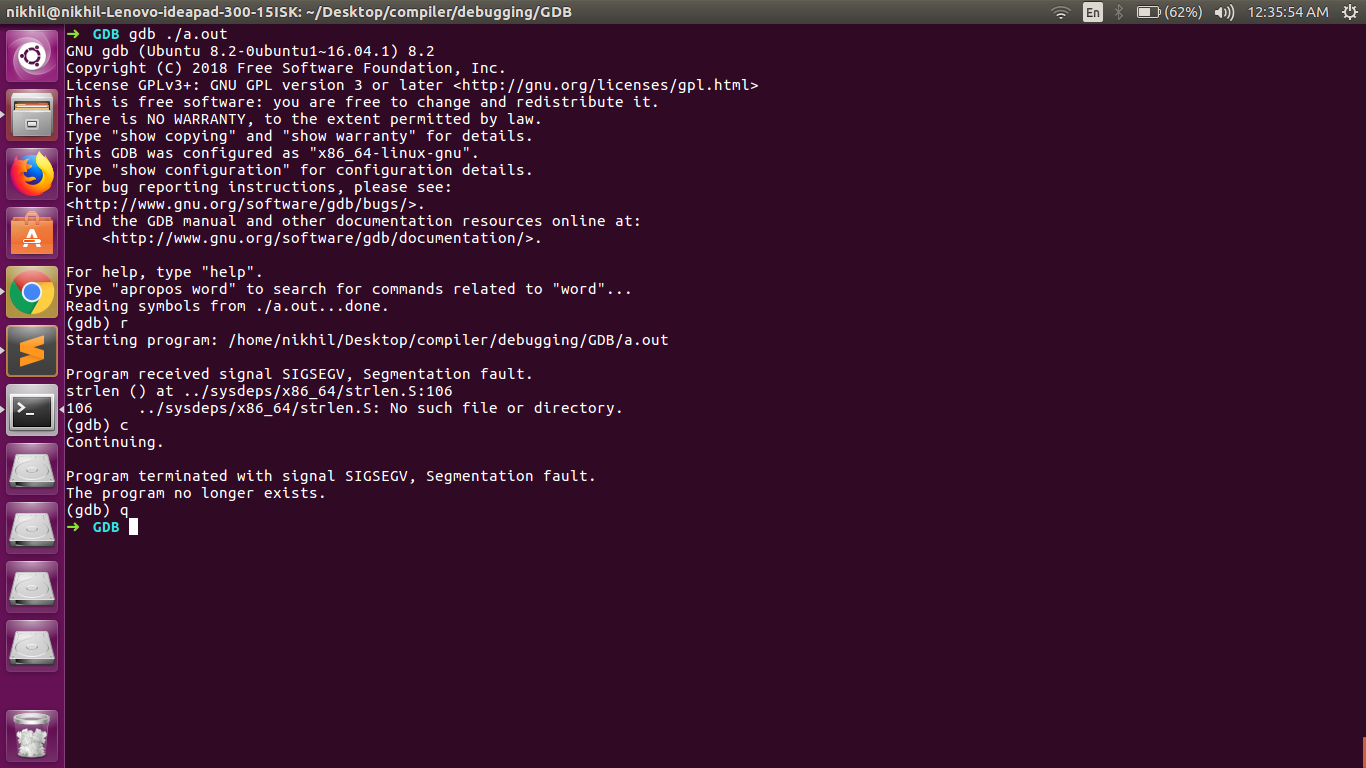 nikhil@nikhil-Lenovo-ideapad-300-15ISK: ~/Desktop/compiler/debugging/GDB En (62%) 12:35:54 AM
➜  GDB gdb ./a.out
GNU gdb (Ubuntu 8.2-0ubuntu1~16.04.1) 8.2
Copyright (C) 2018 Free Software Foundation, Inc.
License GPLv3+: GNU GPL version 3 or later <http://gnu.org/licenses/gpl.html>
This is free software: you are free to change and redistribute it.
There is NO WARRANTY, to the extent permitted by law.
Type "show copying" and "show warranty" for details.
This GDB was configured as "x86_64-linux-gnu".
Type "show configuration" for configuration details.
For bug reporting instructions, please see:
<http://www.gnu.org/software/gdb/bugs/>.
Find the GDB manual and other documentation resources online at:
    <http://www.gnu.org/software/gdb/documentation/>.
For help, type "help".
Type "apropos word" to search for commands related to "word"...
Reading symbols from ./a.out...done.
(gdb) r
Starting program: /home/nikhil/Desktop/compiler/debugging/GDB/a.out
Program received signal SIGSEGV, Segmentation fault.
strlen () at ../sysdeps/x86_64/strlen.S:106
106     ../sysdeps/x86_64/strlen.S: No such file or directory.
(gdb) c
Continuing.
Program terminated with signal SIGSEGV, Segmentation fault.
The program no longer exists.
(gdb) q
➜  GDB